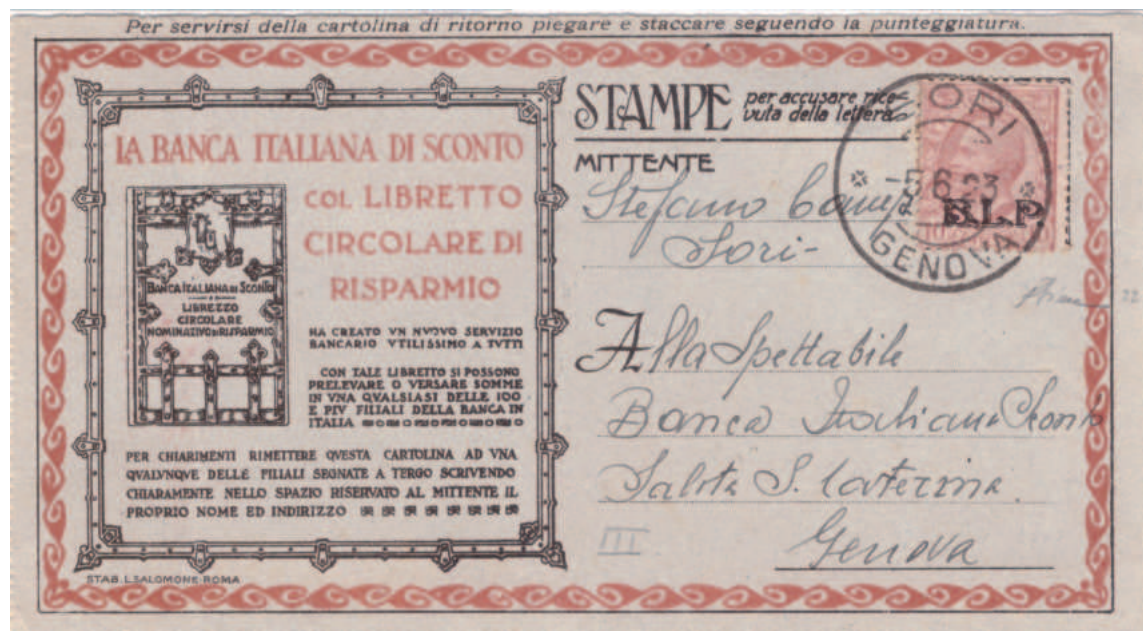 Per servirsi della cartolina di ritorno piegare e staccare seguendo la punteggiatura.
LA BANCA ITALIANA DI SCONTO
COL LIBRETTO
CIRCOLARE DI
RISPARMIO
BANCA ITALIANA DI SCONTO
LIBREZZO
CIRCOLARE
NOMINATIVO DI RISPARMIO
HA CREATO VN NVOVO SERVIZIO
BANCARIO VTILISSIMO A TVTTI
CON TALE LIBRETTO SI POSSONO
PRELEVARE O VERSARE SOMME
IN VNA QVALSIASI DELLE 100
E PIV FILIALI DELLA BANCA IN
ITALIA
PER CHIARIMENTI RIMETTERE QVESTA CARTOLINA AD VNA
QVALVNQVE DELLE FILIALI SEGNATE A TERGO SCRIVENDO
CHIARAMENTE NELLO SPAZIO RISERVATO AL MITTENTE IL
PROPRIO NOME ED INDIRIZZO
STAB. L. SALOMONE-ROMA
STAMPE per accusare rice-
vuta della lettera
MITTENTE
Stefano
Sori-
SORI
-5.6.23
GENOVA
B.L.P.
Alla Spettabile
Banca Italiana Sconto
Salita S. Caterina
Genova
III